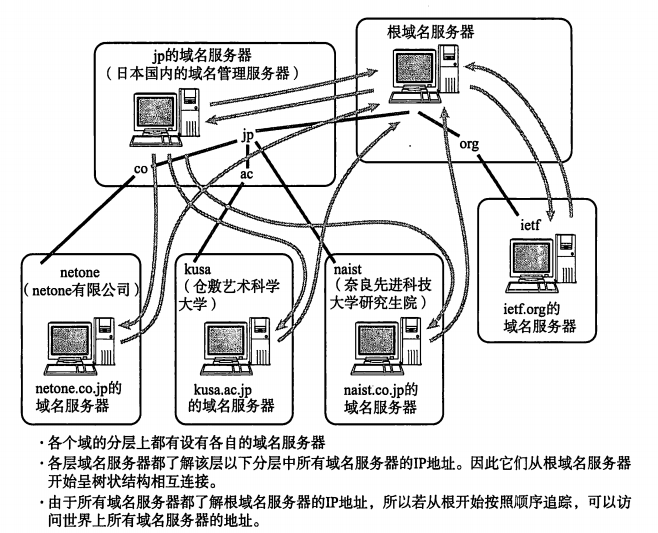 根域名服务器
jp的域名服务器
（日本国内的域名管理服务器）
jp
org
co
ac
ietf
netone
（netone有限公司）
kusa
（仓敷艺术科学
大学）
naist
（奈良先进科技
大学研究生院）
ietf.org的
域名服务器
netone.co.jp的
域名服务器
kusa.ac.jp
的域名服务器
naist.co.jp的
域名服务器
·各个域的分层上都有设有各自的域名服务器
·各层域名服务器都了解该层以下分层中所有域名服务器的IP地址。因此它们从根域名服务器
开始呈树状结构相互连接。
·由于所有域名服务器都了解根域名服务器的IP地址，所以若从根开始按照顺序追踪，可以访
问世界上所有域名服务器的地址。